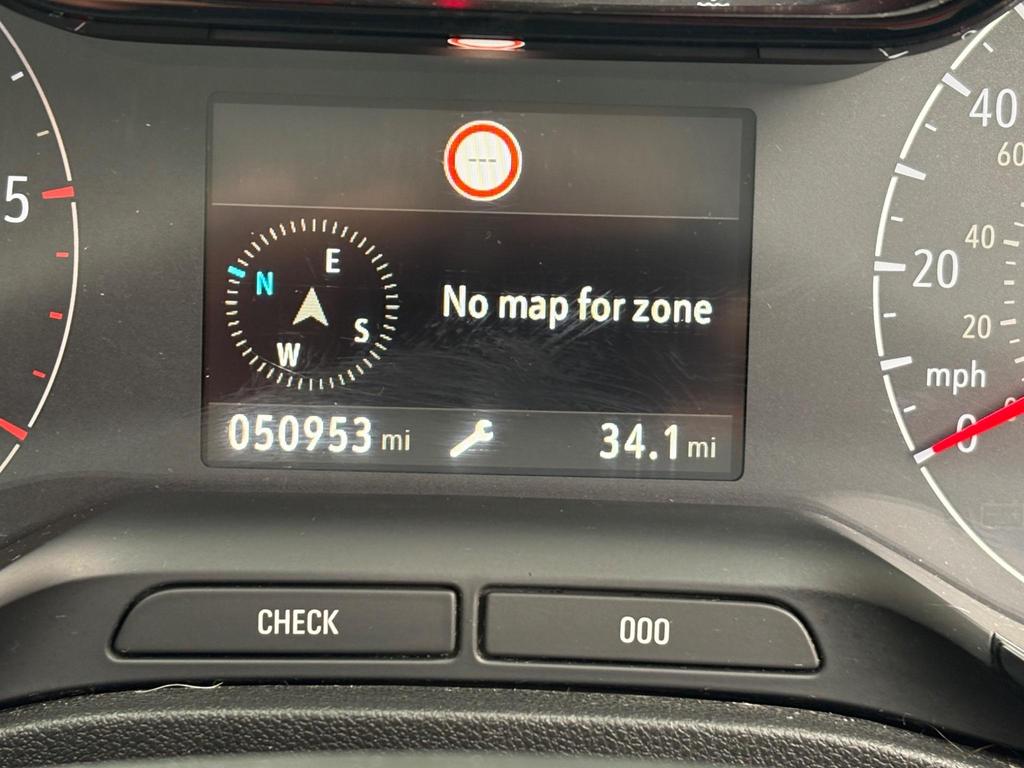 ---
5
40
60
N
E
S
W
No map for zone
40
20
20
mph
0
0
050953 mi
34.1 mi
CHECK
000